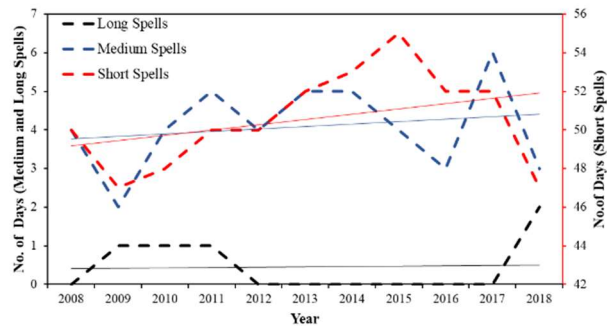 Long Spells
Medium Spells
Short Spells
No. of Days (Medium and Long Spells)
7
6
5
4
3
2
1
0
56
54
52
50
48
46
44
42
No.of Days (Short Spells)
2008 2009 2010 2011 2012 2013 2014 2015 2016 2017 2018
Year